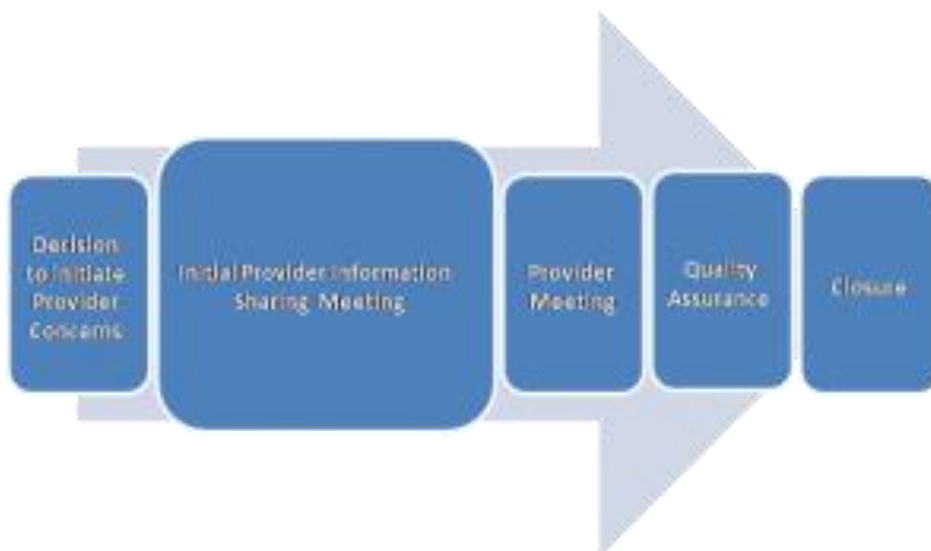 Decision
to Initiate
Provider
Concerns
Initial Provider Information
Sharing Meeting
Provider
Meeting
Quality
Assurance
Closure